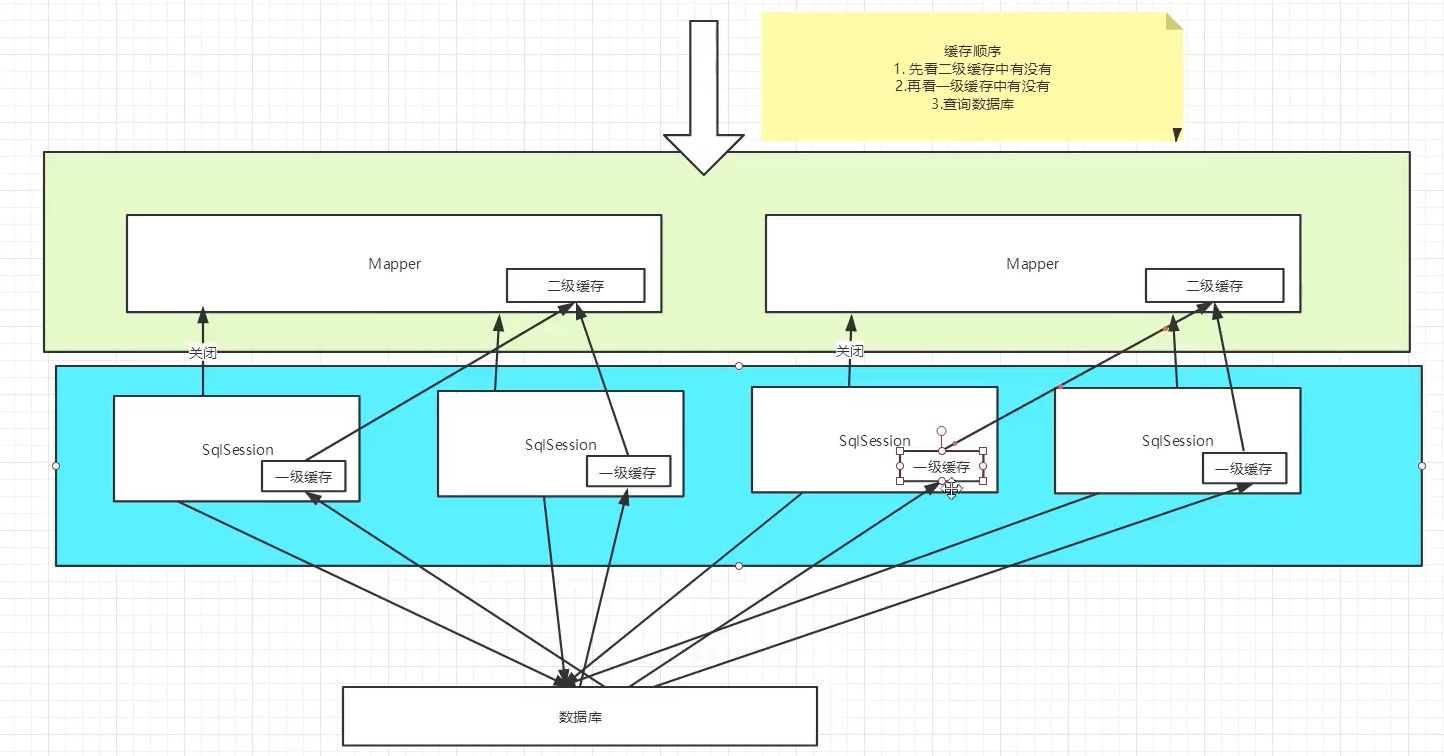 缓存顺序
1. 先看二级缓存中有没有
2.再看一级缓存中有没有
3.查询数据库
Mapper
二级缓存
Mapper
二级缓存
关闭
关闭
SqlSession
一级缓存
SqlSession
一级缓存
SqlSession
一级缓存
SqlSession
一级缓存
数据库